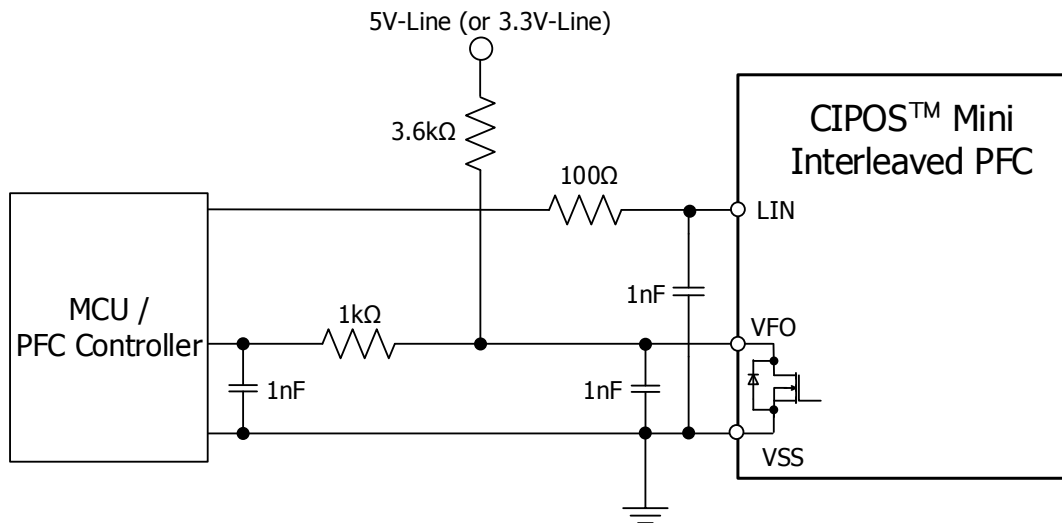 5V-Line (or 3.3V-Line)
3.6kΩ
CIPOS™ Mini
Interleaved PFC
100Ω
LIN
MCU /
PFC Controller
1nF
1kΩ
VFO
1nF
1nF
VSS